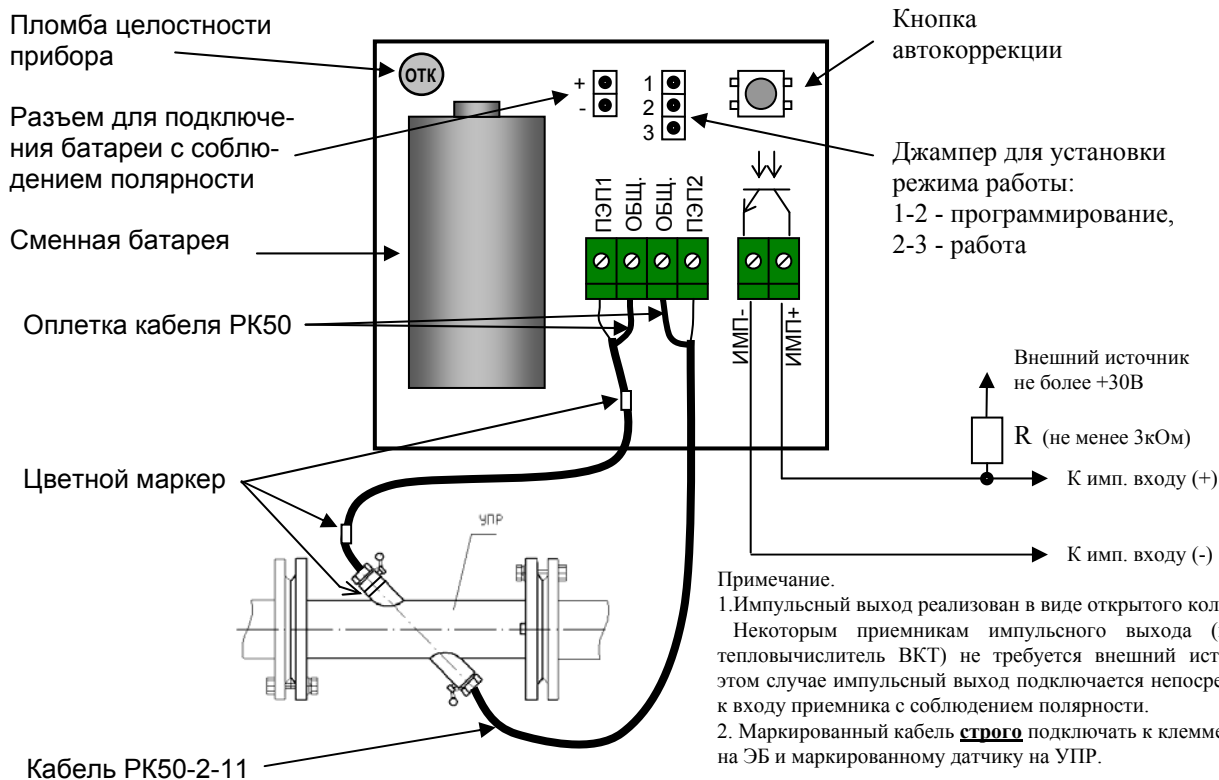 Пломба целостности
прибора
Разъем для подключе-
ния батареи с соблю-
дением полярности
Сменная батарея
Оплетка кабеля РК50
Цветной маркер
Кабель РК50-2-11
ОТК
+
-
1
2
3
ПЭП1
ОБЩ.
ОБЩ.
ПЭП2
ИМП-
ИМП+
УПР
Кнопка
автокоррекции
Джампер для установки
режима работы:
1-2 - программирование,
2-3 - работа
Внешний источник
не более +30В
R (не менее 3кОм)
К имп. входу (+)
К имп. входу (-)
Примечание.
1.Импульсный выход реализован в виде открытого кол
Некоторым приемникам импульсного выхода (
тепловычислитель ВКТ) не требуется внешний ист
этом случае импульсный выход подключается непосре
к входу приемника с соблюдением полярности.
2. Маркированный кабель строго подключать к клемме
на ЭБ и маркированному датчику на УПР.